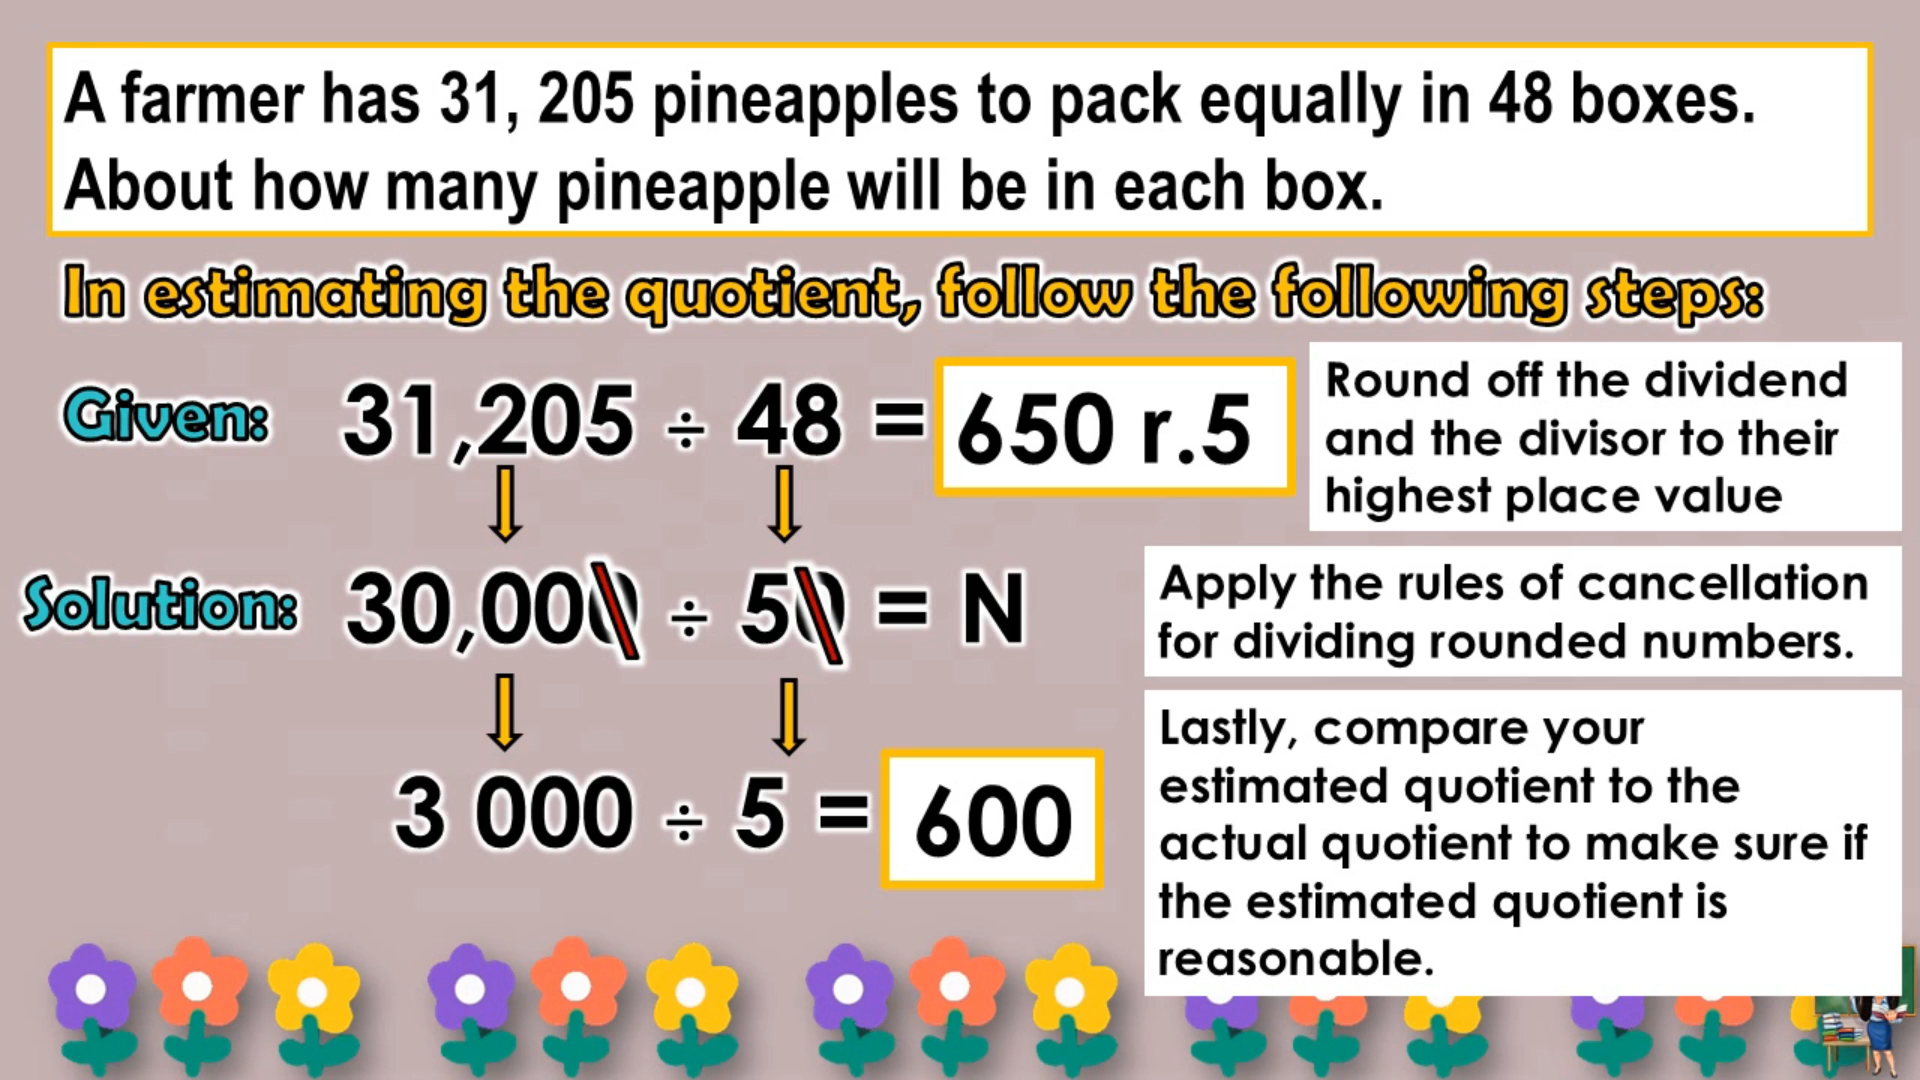 A farmer has 31, 205 pineapples to pack equally in 48 boxes.
About how many pineapple will be in each box.
In estimating the quotient, follow the following steps:
Given: 31,205 ÷ 48 = 650 r.5
Round off the dividend
and the divisor to their
highest place value
Solution: 30,000 ÷ 50 = N
Apply the rules of cancellation
for dividing rounded numbers.
3 000 ÷ 5 = 600
Lastly, compare your
estimated quotient to the
actual quotient to make sure if
the estimated quotient is
reasonable.